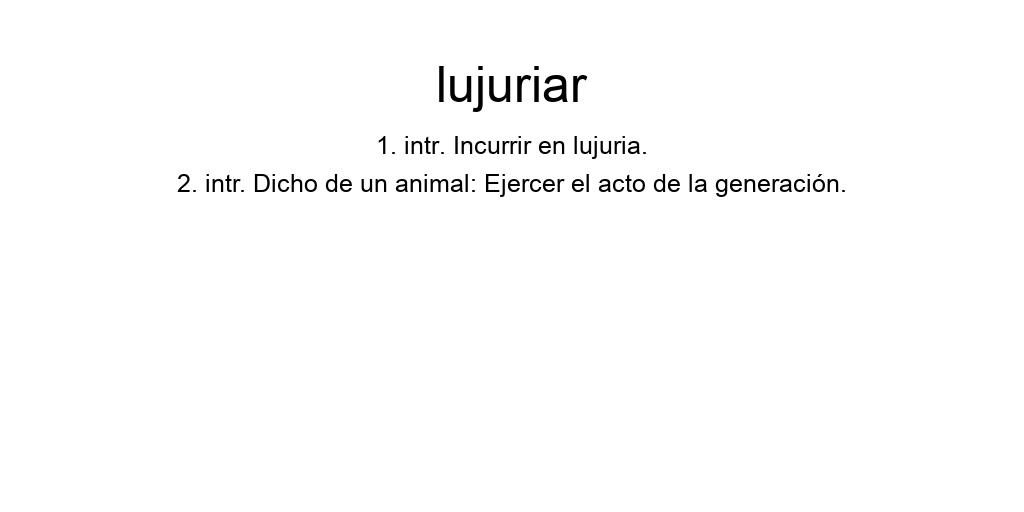 lujuriar
1. intr. Incurrir en lujuria.
2. intr. Dicho de un animal: Ejercer el acto de la generación.